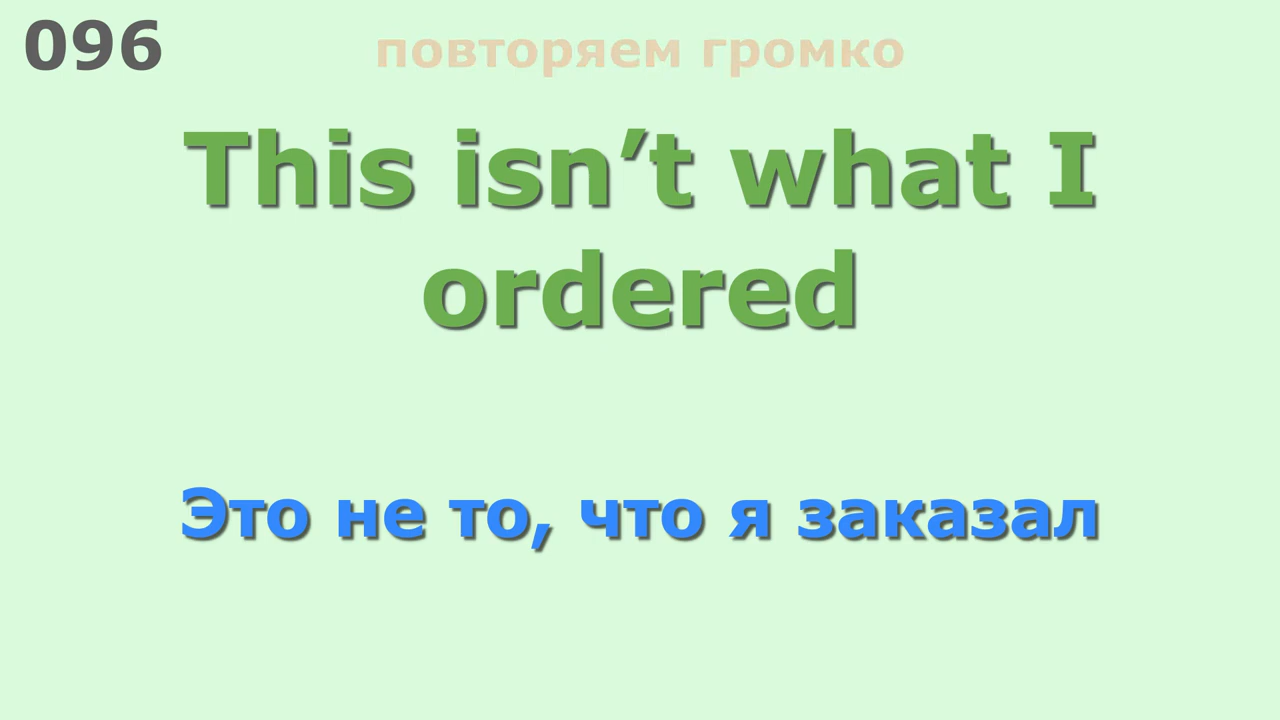 096
повторяем громко
This isn’t what I
ordered
Это не то, что я заказал